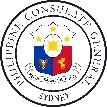 PHILIPPINE CONSULATE GENERAL
SYDNEY